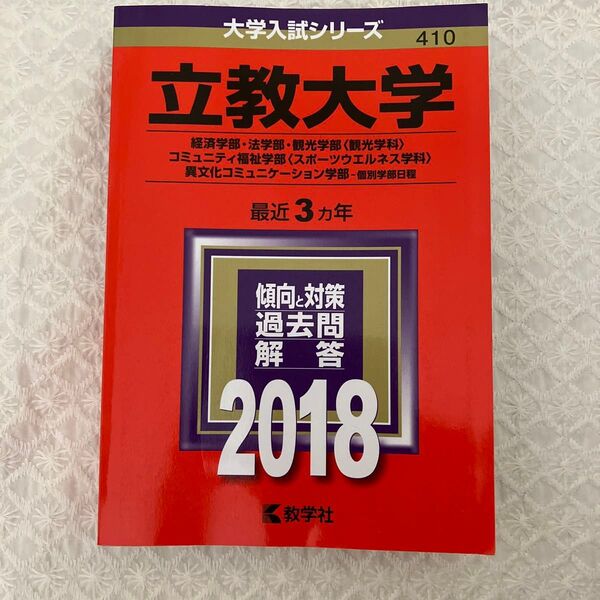 大学入試シリーズ
410
立教大学
経済学部・法学部・観光学部〈観光学科〉
コミュニティ福祉学部〈スポーツウエルネス学科〉
異文化コミュニケーション学部－個別学部日程
最近3カ年
傾向と対策
過去問
解答
2018
教学社